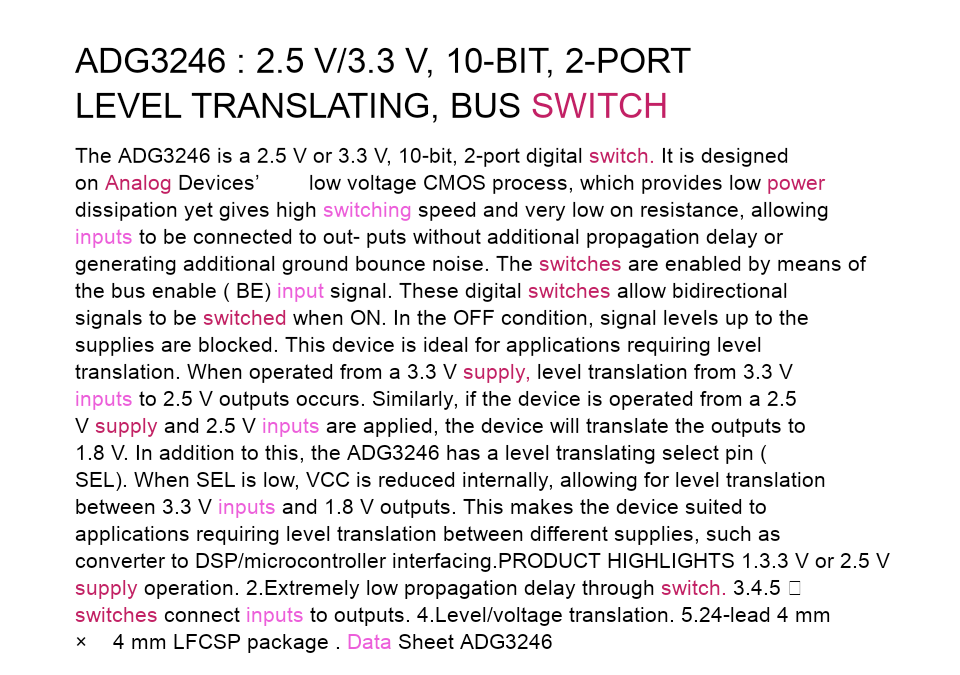 ADG3246 : 2.5 V/3.3 V, 10-BIT, 2-PORT
LEVEL TRANSLATING, BUS SWITCH
The ADG3246 is a 2.5 V or 3.3 V, 10-bit, 2-port digital switch. It is designed
on Analog Devices’ low voltage CMOS process, which provides low power
dissipation yet gives high switching speed and very low on resistance, allowing
inputs to be connected to out- puts without additional propagation delay or
generating additional ground bounce noise. The switches are enabled by means of
the bus enable ( BE) input signal. These digital switches allow bidirectional
signals to be switched when ON. In the OFF condition, signal levels up to the
supplies are blocked. This device is ideal for applications requiring level
translation. When operated from a 3.3 V supply, level translation from 3.3 V
inputs to 2.5 V outputs occurs. Similarly, if the device is operated from a 2.5
V supply and 2.5 V inputs are applied, the device will translate the outputs to
1.8 V. In addition to this, the ADG3246 has a level translating select pin (
SEL). When SEL is low, VCC is reduced internally, allowing for level translation
between 3.3 V inputs and 1.8 V outputs. This makes the device suited to
applications requiring level translation between different supplies, such as
converter to DSP/microcontroller interfacing.PRODUCT HIGHLIGHTS 1.3.3 V or 2.5 V
supply operation. 2.Extremely low propagation delay through switch. 3.4.5 
switches connect inputs to outputs. 4.Level/voltage translation. 5.24-lead 4 mm
× 4 mm LFCSP package . Data Sheet ADG3246